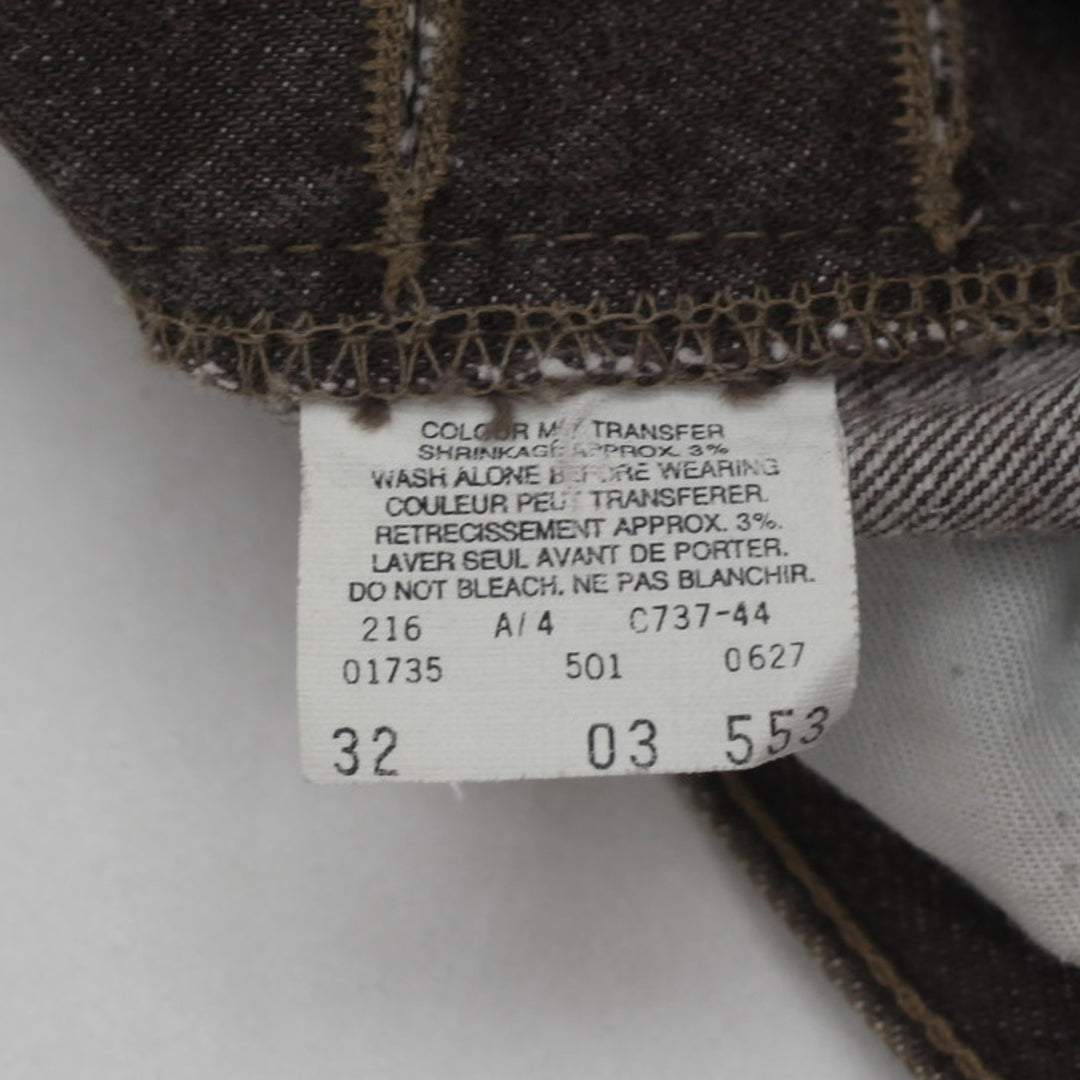 COLOUR MAY TRANSFER
SHRINKAGE APPROX. 3%
WASH ALONE BEFORE WEARING
COULEUR PEUT TRANSFERER.
RETRECISSEMENT APPROX. 3%.
LAVER SEUL AVANT DE PORTER.
DO NOT BLEACH. NE PAS BLANCHIR.
216 A/4 C737-44
01735 501 0627
32 03 553